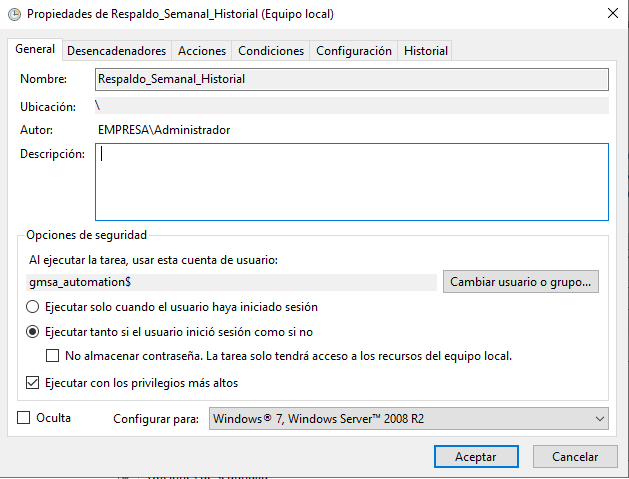 Propiedades de Respaldo_Semanal_Historial (Equipo local)
General Desencadenadores Acciones Condiciones Configuración Historial
Nombre: Respaldo_Semanal_Historial
Ubicación: \
Autor: EMPRESA\Administrador
Descripción:
Opciones de seguridad
Al ejecutar la tarea, usar esta cuenta de usuario:
gmsa_automation$ Cambiar usuario o grupo...
Ejecutar solo cuando el usuario haya iniciado sesión
Ejecutar tanto si el usuario inició sesión como si no
No almacenar contraseña. La tarea solo tendrá acceso a los recursos del equipo local.
Ejecutar con los privilegios más altos
Oculta Configurar para: Windows® 7, Windows Server™ 2008 R2
Aceptar Cancelar